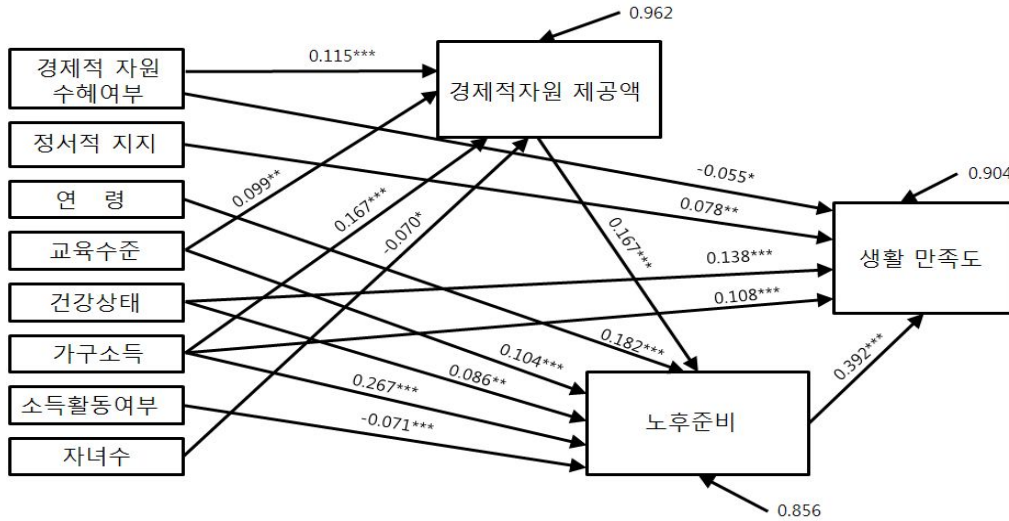 0.962
0.115***
경제적 자원
수혜여부
경제적자원 제공액
정서적 지지
-0.055*
0.904
연 령
0.099**
0.167***
-0.070*
0.078**
0.167***
교육수준
0.138***
생활 만족도
건강상태
0.108***
가구소득
0.104***
0.182***
0.392***
0.267***
0.086**
소득활동여부
-0.071***
노후준비
자녀수
0.856